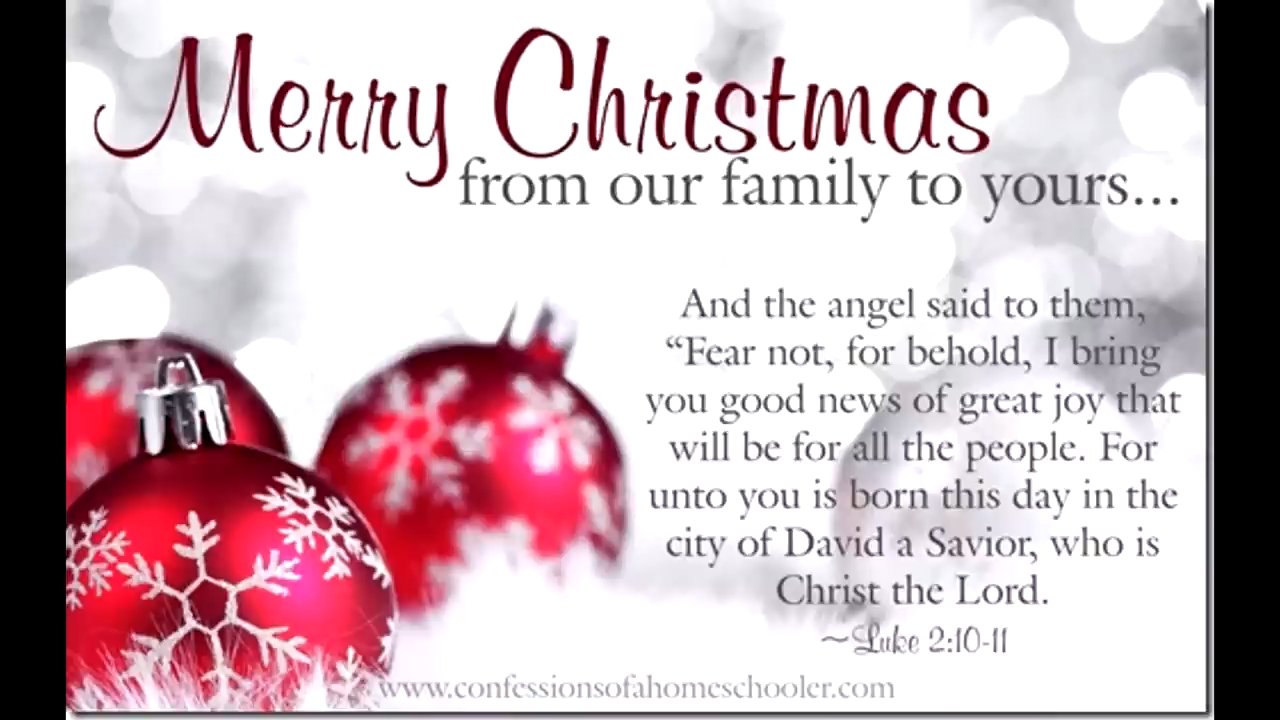 Merry Christmas
from our family to yours...
And the angel said to them,
“Fear not, for behold, I bring
you good news of great joy that
will be for all the people. For
unto you is born this day in the
city of David a Savior, who is
Christ the Lord.
~Luke 2:10-11
www.confessionsofahomeschooler.com